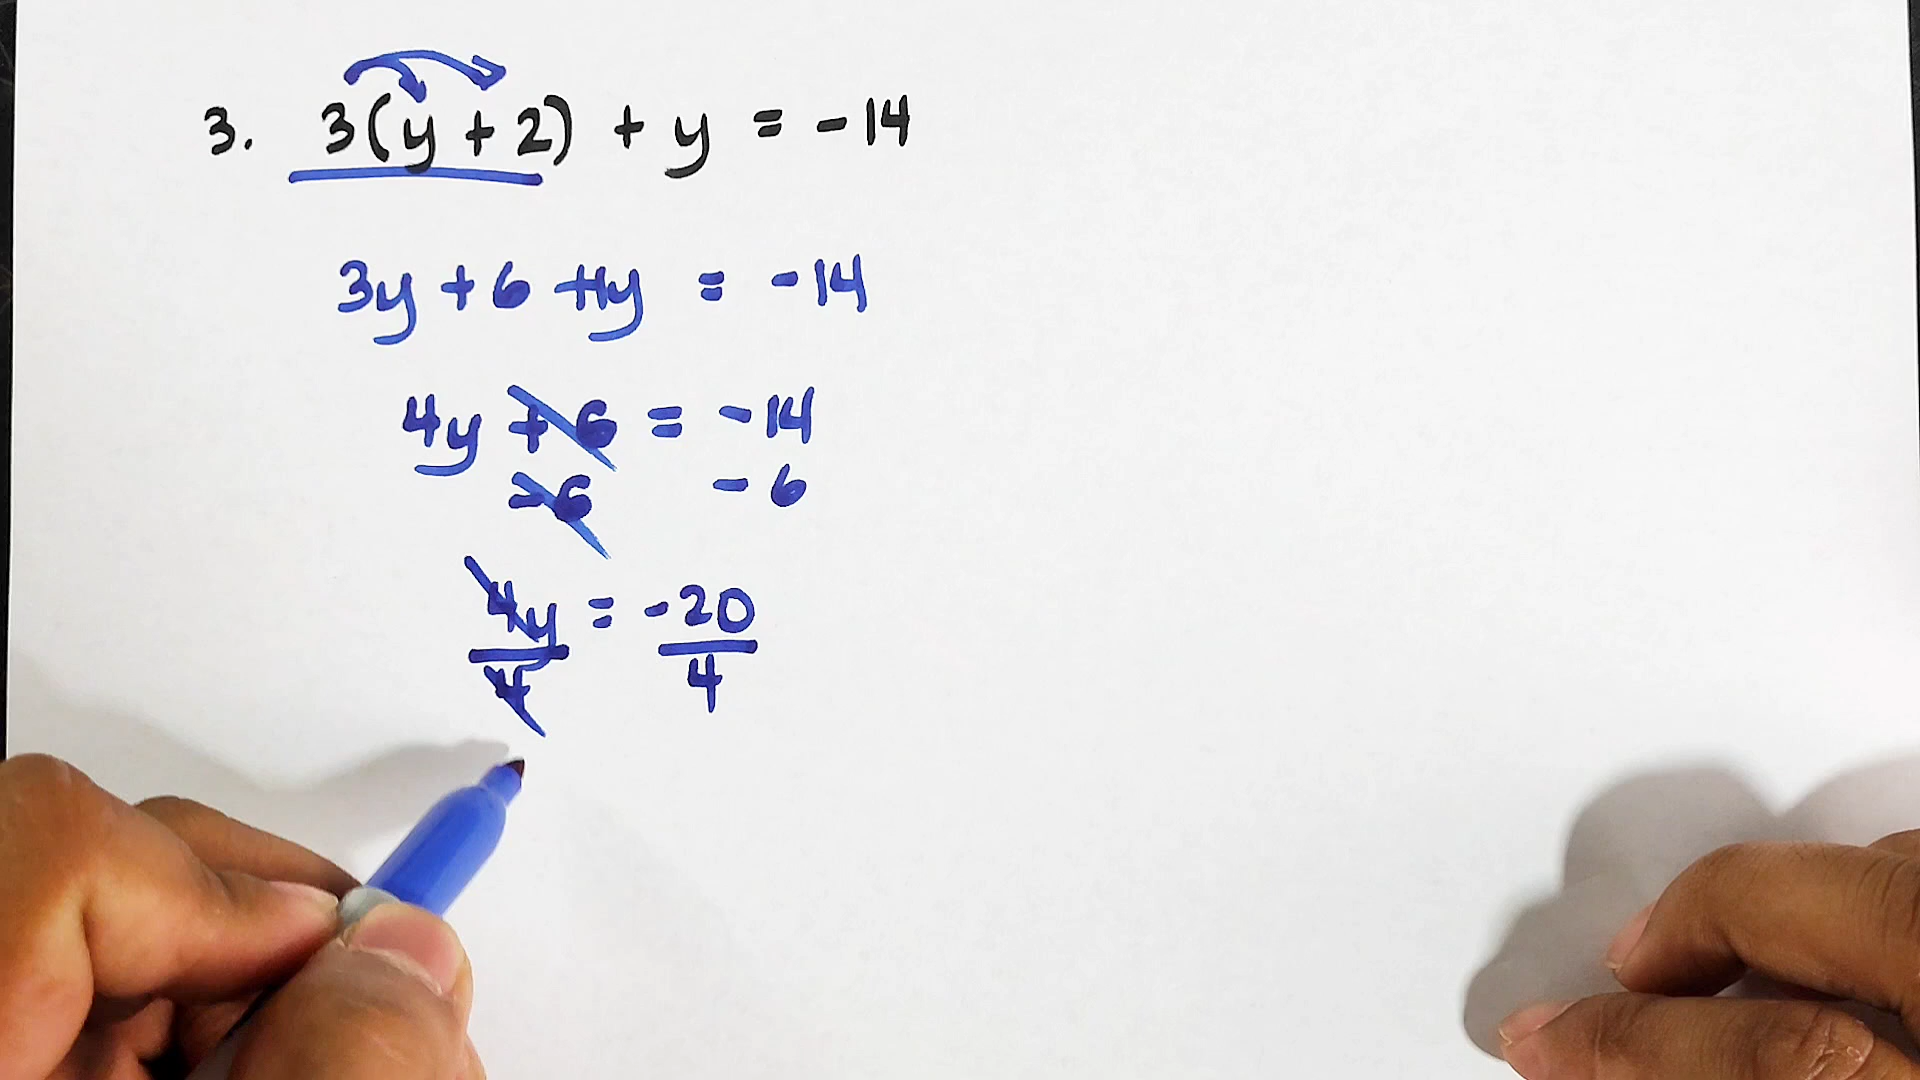 3. 3(y + 2) + y = -14
3y + 6 + 1y = -14
4y + 6 = -14
-6 -6
4y = -20
4 4